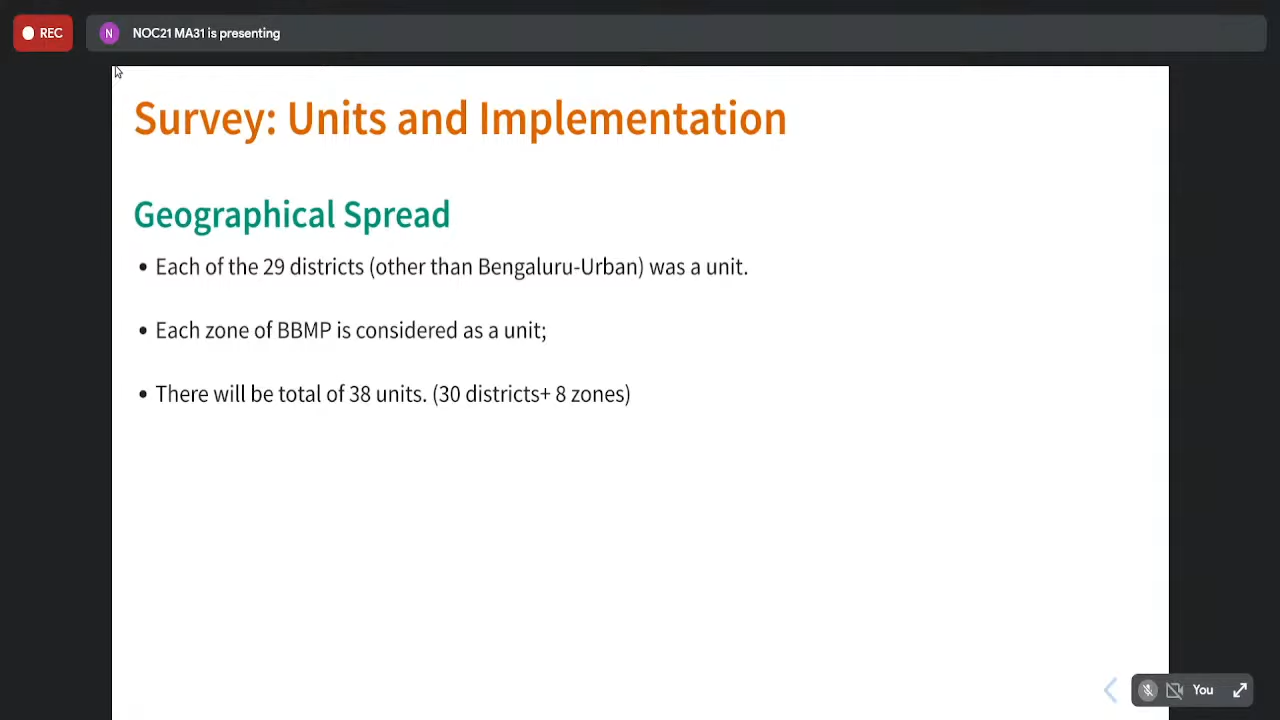 REC
N NOC21 MA31 is presenting
Survey: Units and Implementation
Geographical Spread
• Each of the 29 districts (other than Bengaluru-Urban) was a unit.
• Each zone of BBMP is considered as a unit;
• There will be total of 38 units. (30 districts+ 8 zones)
You